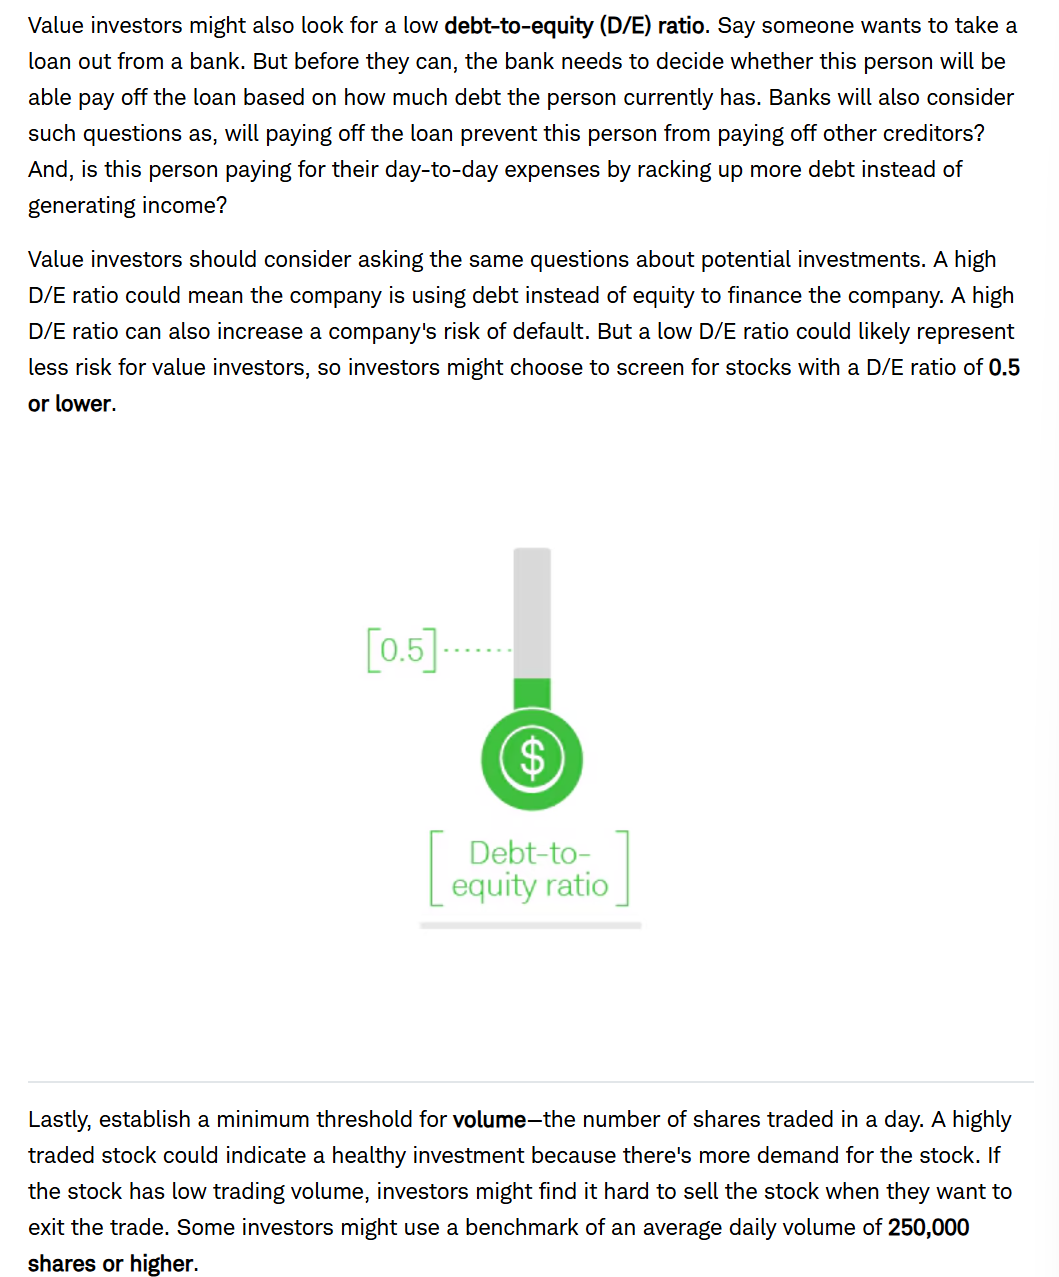 Value investors might also look for a low debt-to-equity (D/E) ratio. Say someone wants to take a
loan out from a bank. But before they can, the bank needs to decide whether this person will be
able pay off the loan based on how much debt the person currently has. Banks will also consider
such questions as, will paying off the loan prevent this person from paying off other creditors?
And, is this person paying for their day-to-day expenses by racking up more debt instead of
generating income?
Value investors should consider asking the same questions about potential investments. A high
D/E ratio could mean the company is using debt instead of equity to finance the company. A high
D/E ratio can also increase a company's risk of default. But a low D/E ratio could likely represent
less risk for value investors, so investors might choose to screen for stocks with a D/E ratio of 0.5
or lower.
[0.5]
$
[Debt-to-
equity ratio]
Lastly, establish a minimum threshold for volume—the number of shares traded in a day. A highly
traded stock could indicate a healthy investment because there's more demand for the stock. If
the stock has low trading volume, investors might find it hard to sell the stock when they want to
exit the trade. Some investors might use a benchmark of an average daily volume of 250,000
shares or higher.